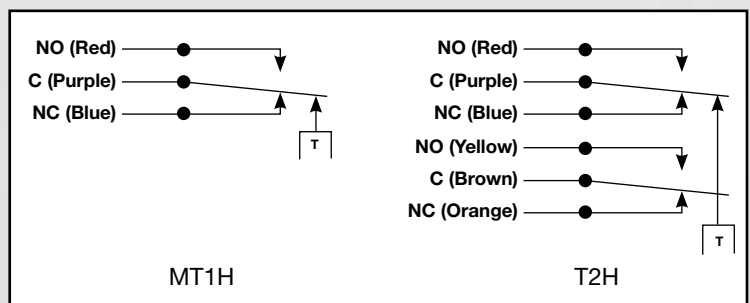 NO (Red)
C (Purple)
NC (Blue)
T
MT1H
NO (Red)
C (Purple)
NC (Blue)
NO (Yellow)
C (Brown)
NC (Orange)
T
T2H